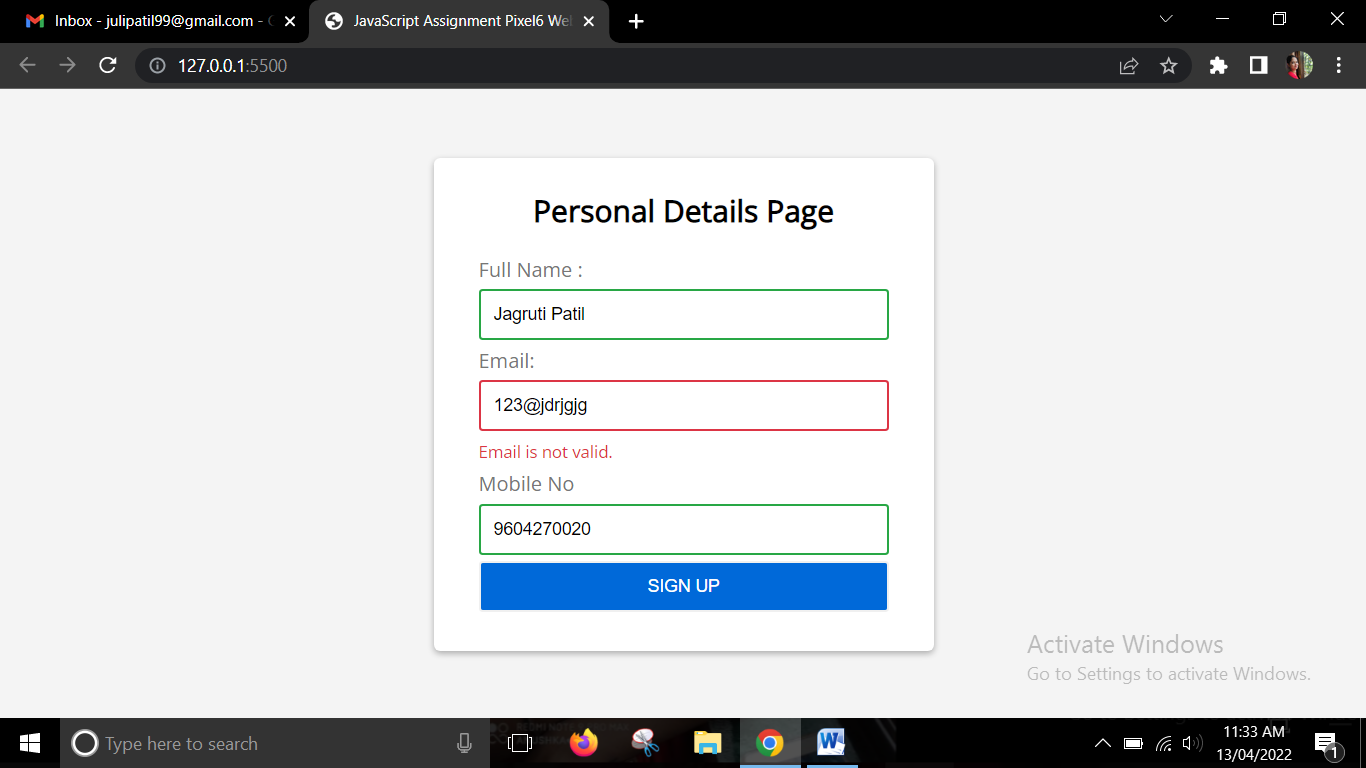 Inbox - julipatil99@gmail.com -
JavaScript Assignment Pixel6 We
127.0.0.1:5500
Personal Details Page
Full Name :
Jagruti Patil
Email:
123@jdrjgjg
Email is not valid.
Mobile No
9604270020
SIGN UP
Activate Windows
Go to Settings to activate Windows.
Type here to search
W
11:33 AM
13/04/2022
1